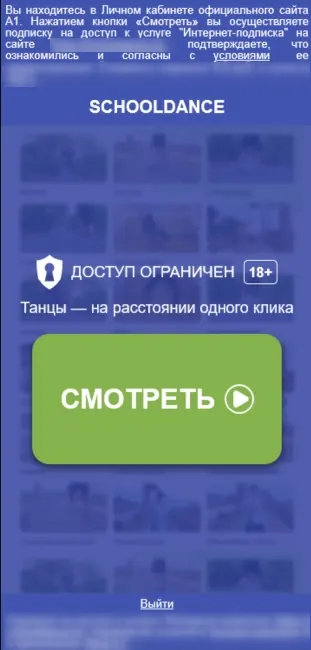 Вы находитесь в Личном кабинете официального сайта
А1. Нажатием кнопки «Смотреть» вы осуществляете
подписку на доступ к услуге "Интернет-подписка" на
сайте подтверждаете, что
ознакомились и согласны с условиями ее
SCHOOLDANCE
ДОСТУП ОГРАНИЧЕН 18+
Танцы — на расстоянии одного клика
СМОТРЕТЬ
Выйти